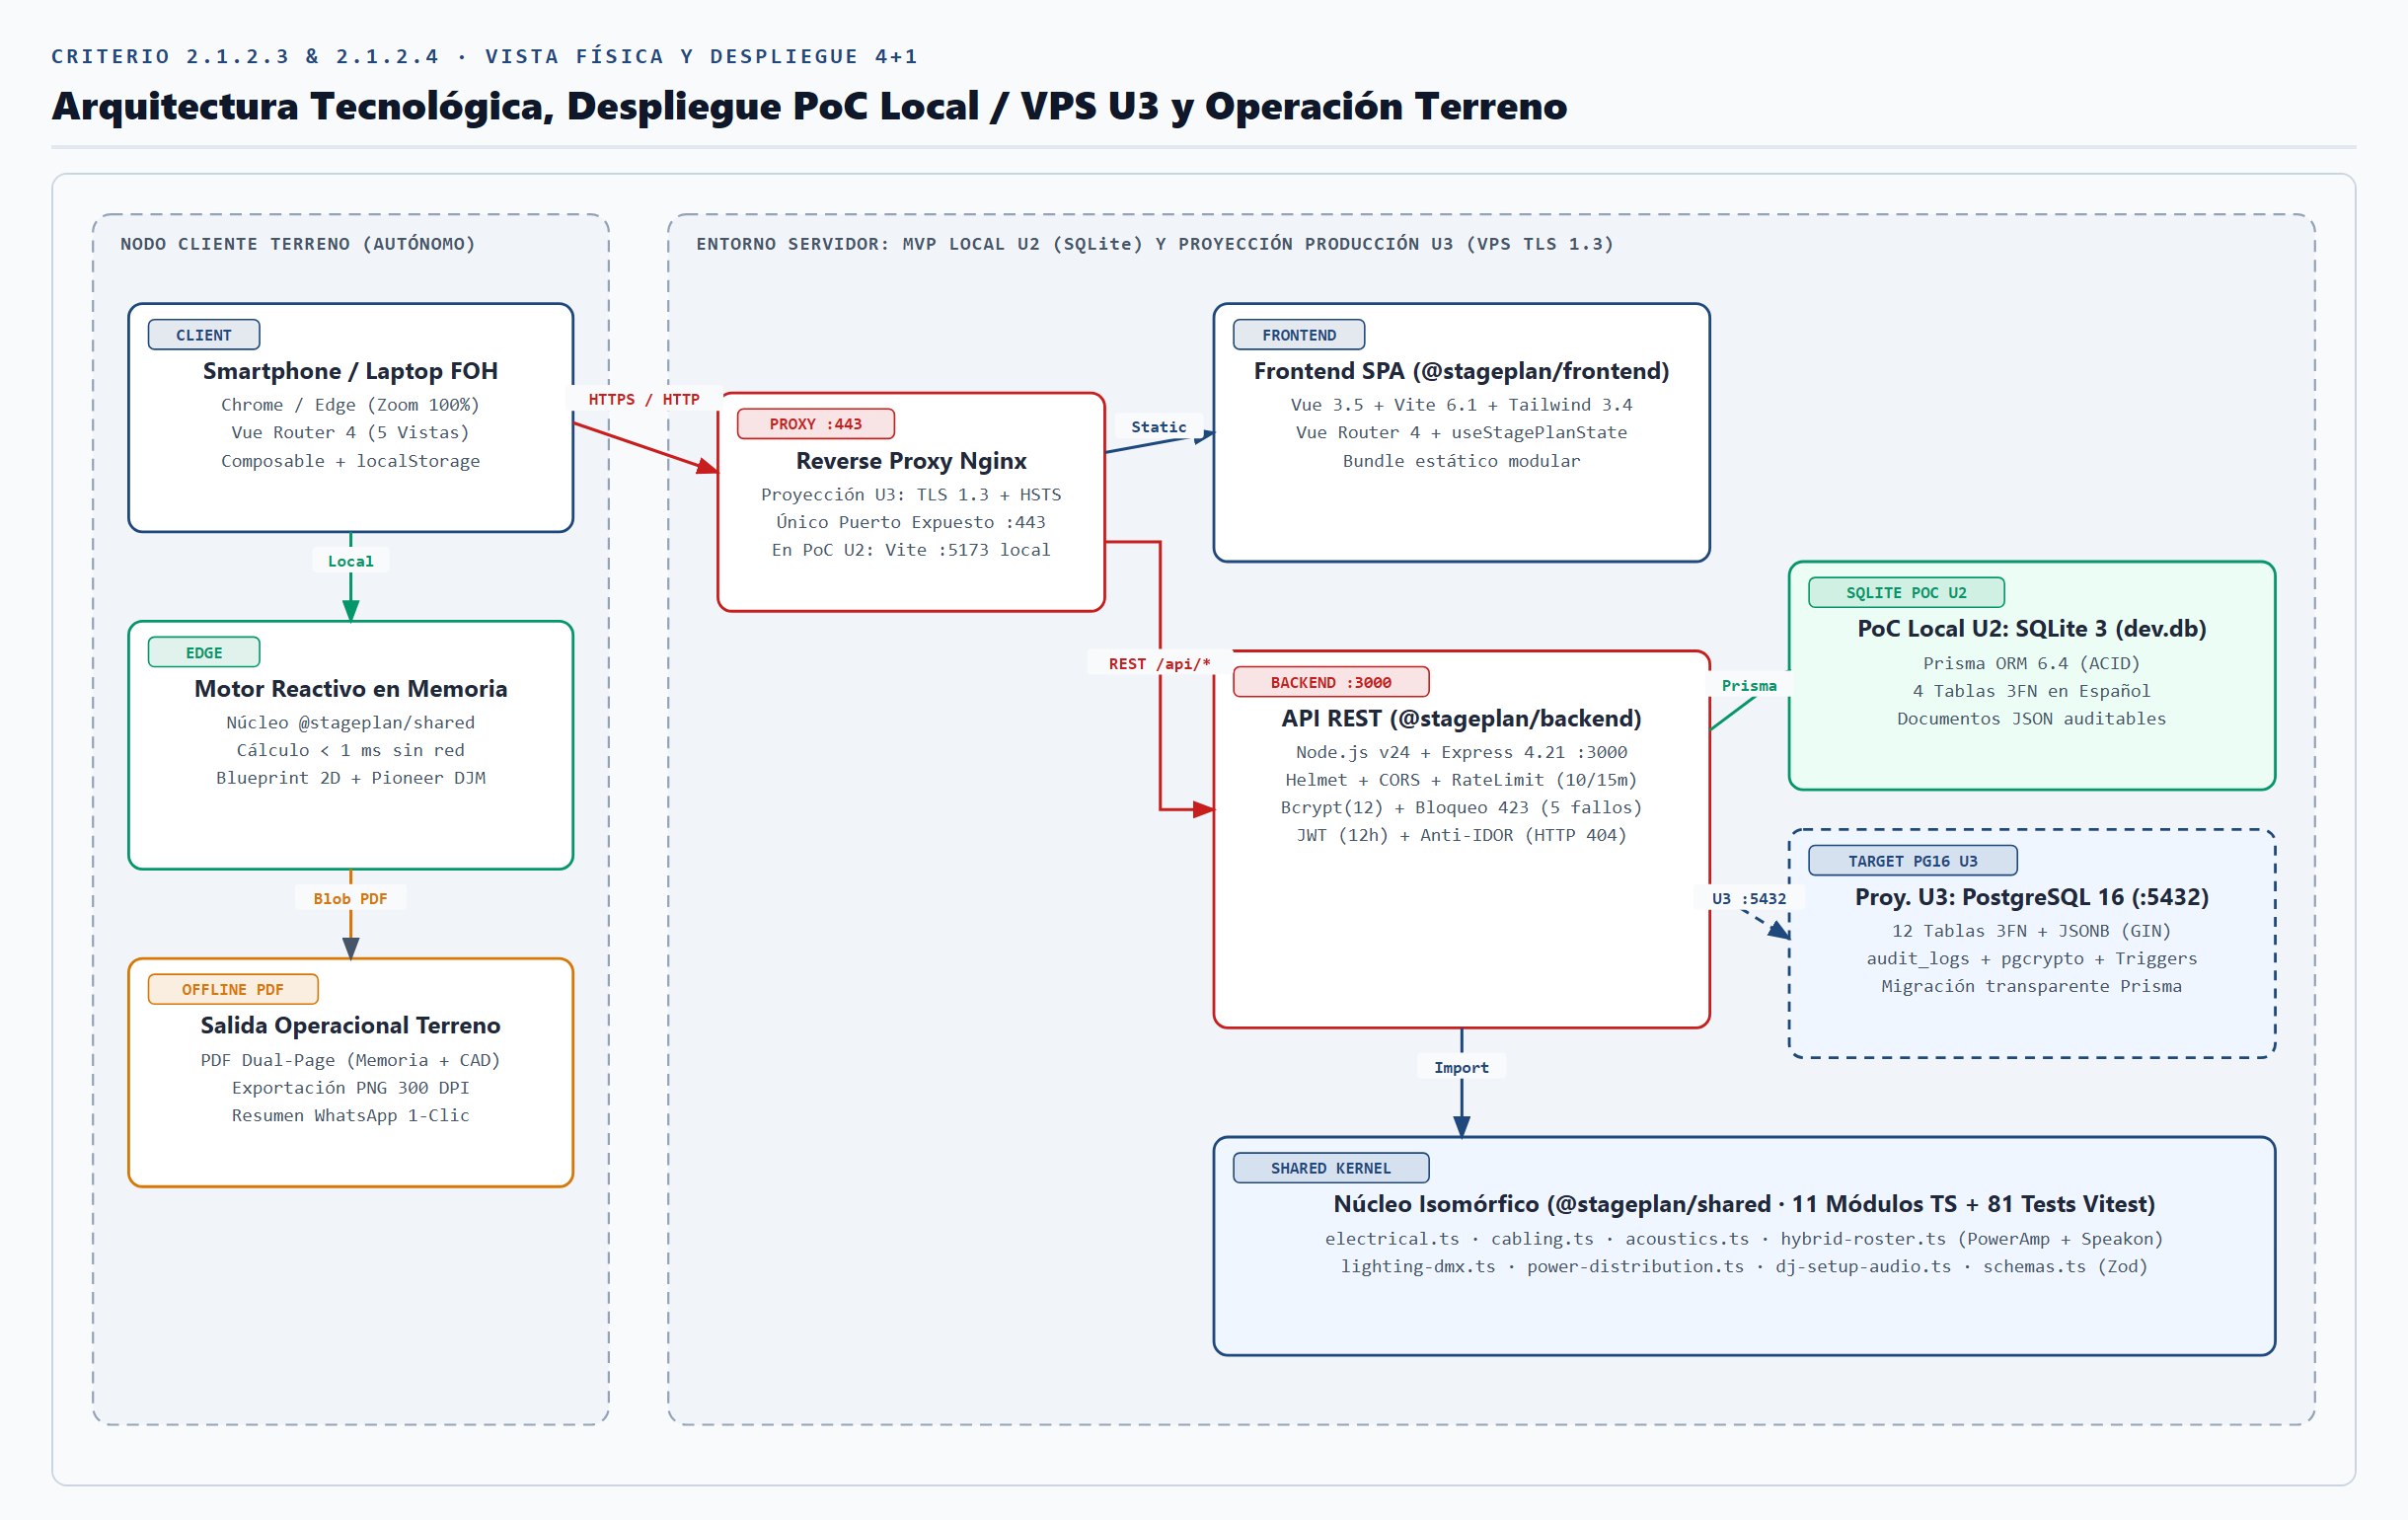 CRITERIO 2.1.2.3 & 2.1.2.4 · VISTA FÍSICA Y DESPLIEGUE 4+1
Arquitectura Tecnológica, Despliegue PoC Local / VPS U3 y Operación Terreno
NODO CLIENTE TERRENO (AUTÓNOMO)
CLIENT
Smartphone / Laptop FOH
Chrome / Edge (Zoom 100%)
Vue Router 4 (5 Vistas)
Composable + localStorage
Local
EDGE
Motor Reactivo en Memoria
Núcleo @stageplan/shared
Cálculo < 1 ms sin red
Blueprint 2D + Pioneer DJM
Blob PDF
OFFLINE PDF
Salida Operacional Terreno
PDF Dual-Page (Memoria + CAD)
Exportación PNG 300 DPI
Resumen WhatsApp 1-Clic
HTTPS / HTTP
ENTORNO SERVIDOR: MVP LOCAL U2 (SQLite) Y PROYECCIÓN PRODUCCIÓN U3 (VPS TLS 1.3)
PROXY :443
Reverse Proxy Nginx
Proyección U3: TLS 1.3 + HSTS
Único Puerto Expuesto :443
En PoC U2: Vite :5173 local
Static
FRONTEND
Frontend SPA (@stageplan/frontend)
Vue 3.5 + Vite 6.1 + Tailwind 3.4
Vue Router 4 + useStagePlanState
Bundle estático modular
REST /api/*
BACKEND :3000
API REST (@stageplan/backend)
Node.js v24 + Express 4.21 :3000
Helmet + CORS + RateLimit (10/15m)
Bcrypt(12) + Bloqueo 423 (5 fallos)
JWT (12h) + Anti-IDOR (HTTP 404)
Prisma
SQLITE POC U2
PoC Local U2: SQLite 3 (dev.db)
Prisma ORM 6.4 (ACID)
4 Tablas 3FN en Español
Documentos JSON auditables
U3 :5432
TARGET PG16 U3
Proy. U3: PostgreSQL 16 (:5432)
12 Tablas 3FN + JSONB (GIN)
audit_logs + pgcrypto + Triggers
Migración transparente Prisma
Import
SHARED KERNEL
Núcleo Isomórfico (@stageplan/shared · 11 Módulos TS + 81 Tests Vitest)
electrical.ts · cabling.ts · acoustics.ts · hybrid-roster.ts (PowerAmp + Speakon)
lighting-dmx.ts · power-distribution.ts · dj-setup-audio.ts · schemas.ts (Zod)